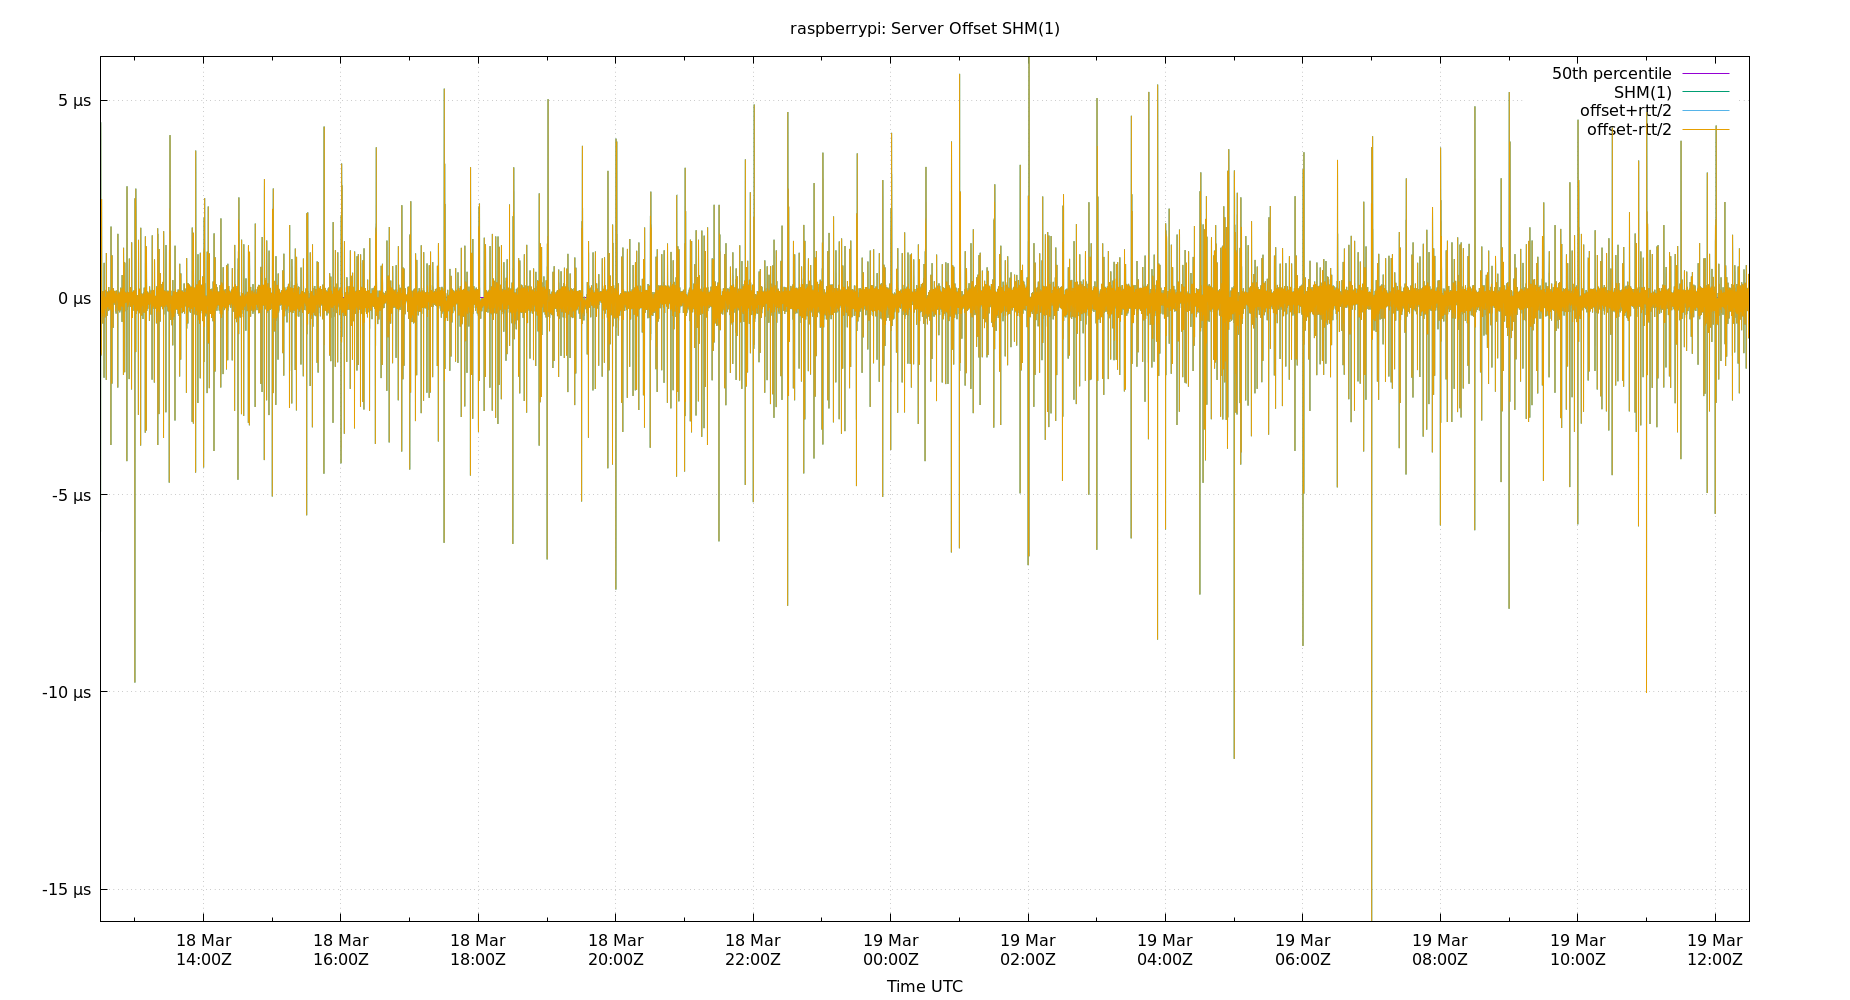 raspberrypi: Server Offset SHM(1)
50th percentile
SHM(1)
offset+rtt/2
offset-rtt/2
5 µs
0 µs
-5 µs
-10 µs
-15 µs
18 Mar 18 Mar 18 Mar 18 Mar 18 Mar 19 Mar 19 Mar 19 Mar 19 Mar 19 Mar 19 Mar 19 Mar
14:00Z 16:00Z 18:00Z 20:00Z 22:00Z 00:00Z 02:00Z 04:00Z 06:00Z 08:00Z 10:00Z 12:00Z
Time UTC